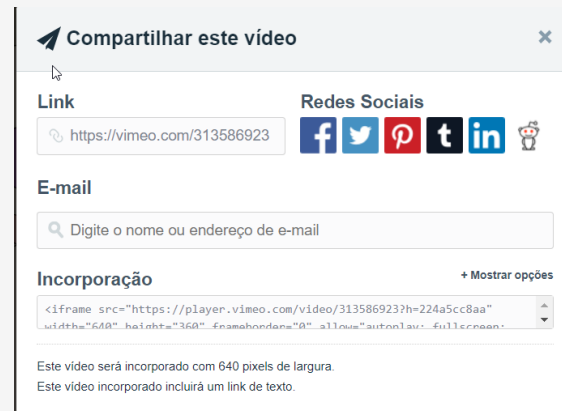 Compartilhar este vídeo
Link
Redes Sociais
https://vimeo.com/313586923
E-mail
Digite o nome ou endereço de e-mail
Incorporação
+ Mostrar opções
<iframe src="https://player.vimeo.com/video/313586923?h=224a5cc8aa"
width="640" height="360" frameborder="0" allow="autoplay; fullscreen;
Este vídeo será incorporado com 640 pixels de largura.
Este vídeo incorporado incluirá um link de texto.